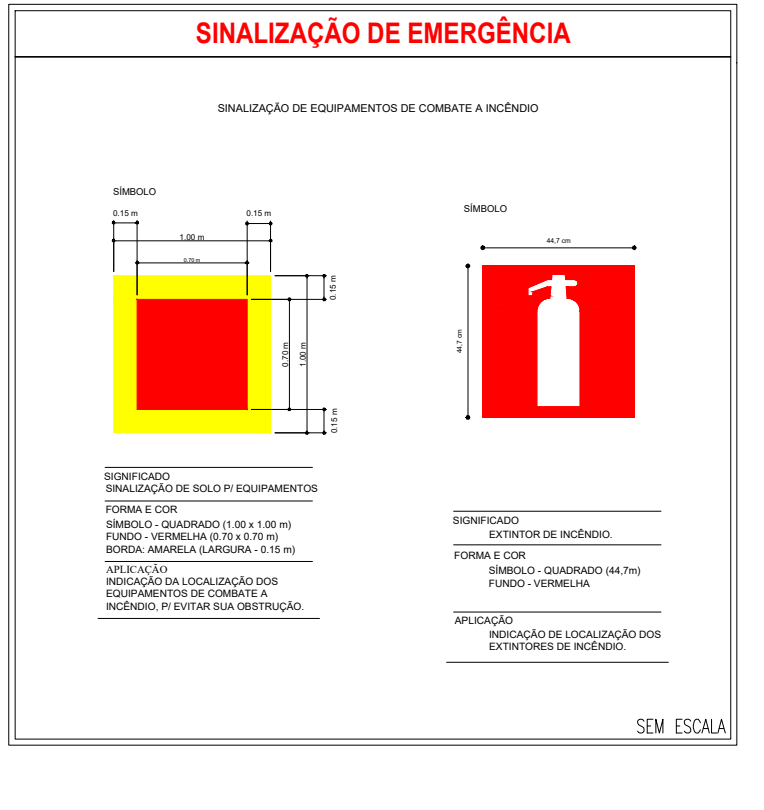 SINALIZAÇÃO DE EMERGÊNCIA
SINALIZAÇÃO DE EQUIPAMENTOS DE COMBATE A INCÊNDIO
SÍMBOLO
0.15 m
0.15 m
1.00 m
0.70 m
0.15 m
0.70 m
1.00 m
0.15 m
SIGNIFICADO
SINALIZAÇÃO DE SOLO P/ EQUIPAMENTOS
FORMA E COR
SÍMBOLO - QUADRADO (1.00 x 1.00 m)
FUNDO - VERMELHA (0.70 x 0.70 m)
BORDA: AMARELA (LARGURA - 0.15 m)
APLICAÇÃO
INDICAÇÃO DA LOCALIZAÇÃO DOS
EQUIPAMENTOS DE COMBATE A
INCÊNDIO, P/ EVITAR SUA OBSTRUÇÃO.
SÍMBOLO
44,7 cm
44,7 cm
SIGNIFICADO
EXTINTOR DE INCÊNDIO.
FORMA E COR
SÍMBOLO - QUADRADO (44,7m)
FUNDO - VERMELHA
APLICAÇÃO
INDICAÇÃO DE LOCALIZAÇÃO DOS
EXTINTORES DE INCÊNDIO.
SEM ESCALA